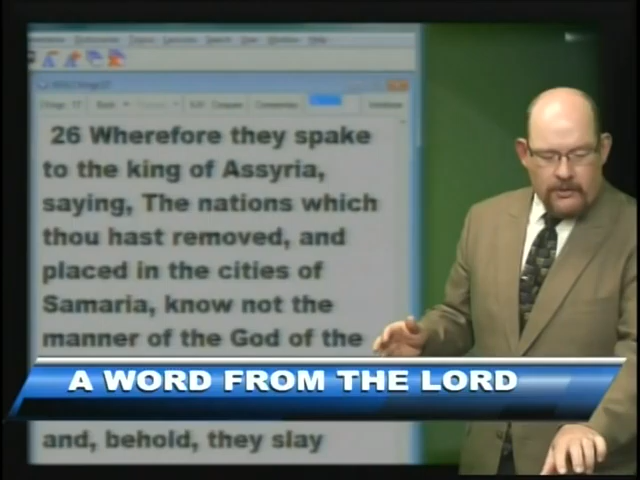 26 Wherefore they spake
to the king of Assyria,
saying, The nations which
thou hast removed, and
placed in the cities of
Samaria, know not the
manner of the God of the
A WORD FROM THE LORD
and, behold, they slay